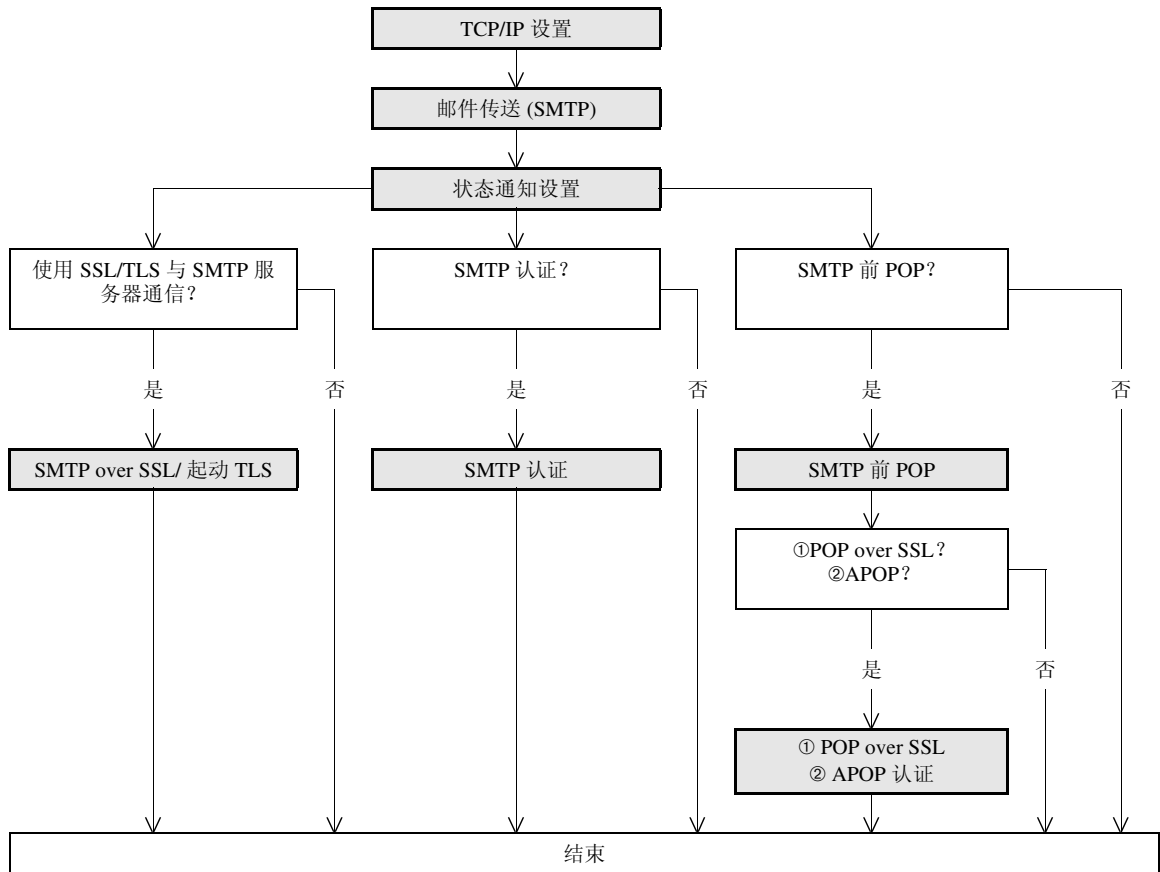 TCP/IP 设置
邮件传送 (SMTP)
状态通知设置
使用 SSL/TLS 与 SMTP 服
务器通信？
SMTP 认证？
SMTP 前 POP？
是
否
是
否
是
否
SMTP over SSL/ 起动 TLS
SMTP 认证
SMTP 前 POP
①POP over SSL？
②APOP？
是
否
① POP over SSL
② APOP 认证
结束